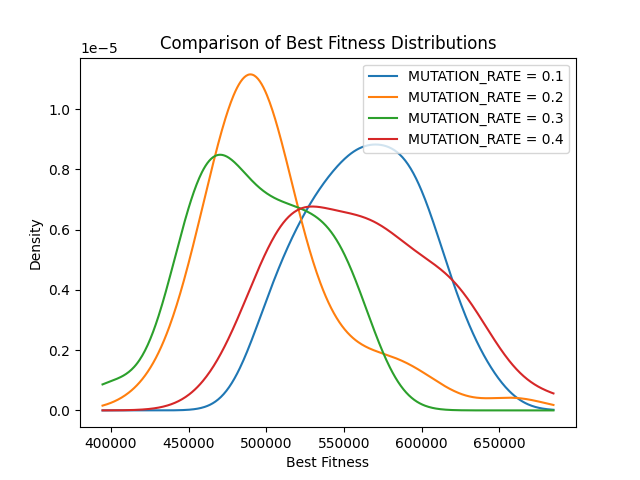 Comparison of Best Fitness Distributions
1e−5
MUTATION_RATE = 0.1
MUTATION_RATE = 0.2
MUTATION_RATE = 0.3
MUTATION_RATE = 0.4
1.0
0.8
0.6
0.4
0.2
0.0
Density
400000 450000 500000 550000 600000 650000
Best Fitness